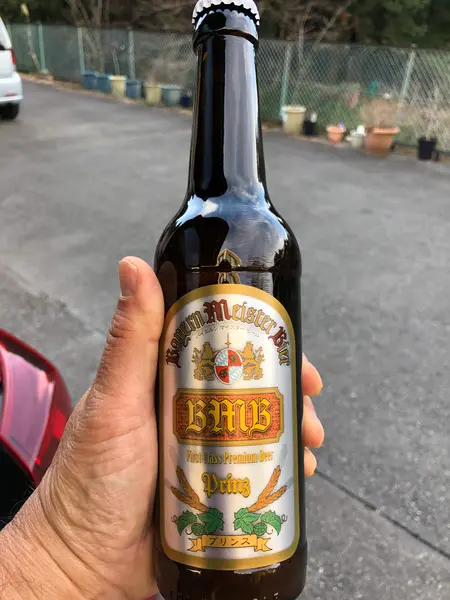 Bayern Meister Bier
BMB
First Class Premium Beer
Prinz
プリンス